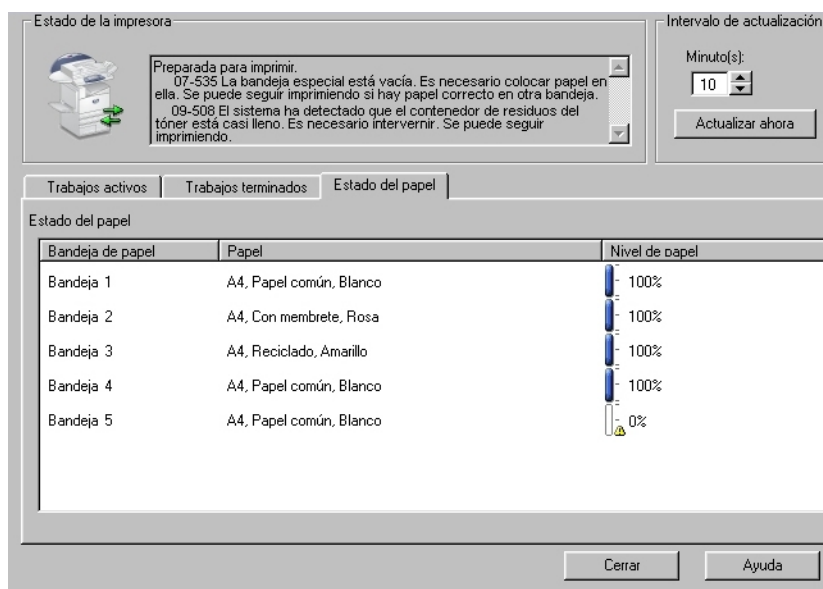 Estado de la impresora
Preparada para imprimir.
07-535 La bandeja especial está vacía. Es necesario colocar papel en
ella. Se puede seguir imprimiendo si hay papel correcto en otra bandeja.
09-508 El sistema ha detectado que el contenedor de residuos del
tóner está casi lleno. Es necesario intervernir. Se puede seguir
imprimiendo.
Intervalo de actualización
Minuto(s):
10
Actualizar ahora
Trabajos activos
Trabajos terminados
Estado del papel
Estado del papel
Bandeja de papel Papel Nivel de papel
Bandeja 1 A4, Papel común, Blanco 100%
Bandeja 2 A4, Con membrete, Rosa 100%
Bandeja 3 A4, Reciclado, Amarillo 100%
Bandeja 4 A4, Papel común, Blanco 100%
Bandeja 5 A4, Papel común, Blanco 0%
Cerrar
Ayuda